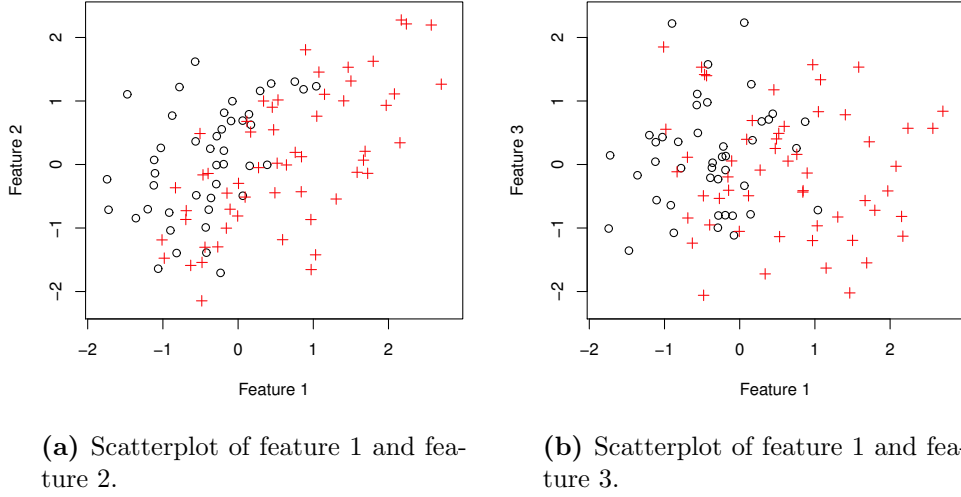 2
1
0
−1
−2
Feature 2
−2
−1
0
1
2
Feature 1
2
1
0
−1
−2
Feature 3
−2
−1
0
1
2
Feature 1
(a) Scatterplot of feature 1 and fea-
ture 2.
(b) Scatterplot of feature 1 and fea-
ture 3.